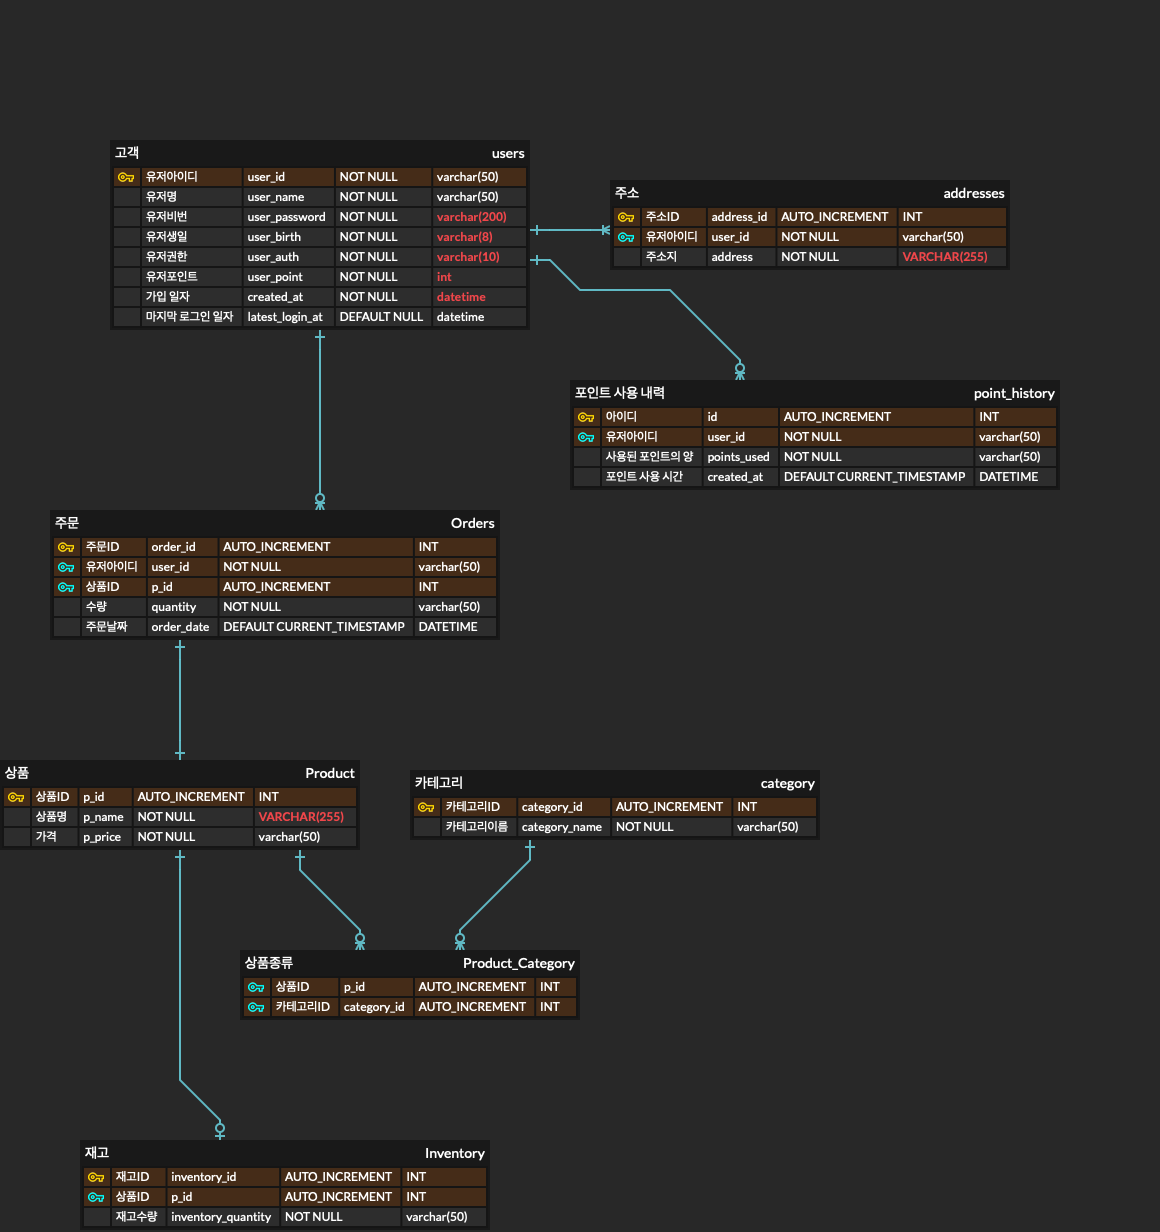 고객 users
유저아이디 user_id NOT NULL varchar(50)
유저명 user_name NOT NULL varchar(50)
유저비번 user_password NOT NULL varchar(200)
유저생일 user_birth NOT NULL varchar(8)
유저권한 user_auth NOT NULL varchar(10)
유저포인트 user_point NOT NULL int
가입 일자 created_at NOT NULL datetime
마지막 로그인 일자 latest_login_at DEFAULT NULL datetime
주소 addresses
주소ID address_id AUTO_INCREMENT INT
유저아이디 user_id NOT NULL varchar(50)
주소지 address NOT NULL VARCHAR(255)
포인트 사용 내력 point_history
아이디 id AUTO_INCREMENT INT
유저아이디 user_id NOT NULL varchar(50)
사용된 포인트의 양 points_used NOT NULL varchar(50)
포인트 사용 시간 created_at DEFAULT CURRENT_TIMESTAMP DATETIME
주문 Orders
주문ID order_id AUTO_INCREMENT INT
유저아이디 user_id NOT NULL varchar(50)
상품ID p_id AUTO_INCREMENT INT
수량 quantity NOT NULL varchar(50)
주문날짜 order_date DEFAULT CURRENT_TIMESTAMP DATETIME
상품 Product
상품ID p_id AUTO_INCREMENT INT
상품명 p_name NOT NULL VARCHAR(255)
가격 p_price NOT NULL varchar(50)
카테고리 category
카테고리ID category_id AUTO_INCREMENT INT
카테고리이름 category_name NOT NULL varchar(50)
상품종류 Product_Category
상품ID p_id AUTO_INCREMENT INT
카테고리ID category_id AUTO_INCREMENT INT
재고 Inventory
재고ID inventory_id AUTO_INCREMENT INT
상품ID p_id AUTO_INCREMENT INT
재고수량 inventory_quantity NOT NULL varchar(50)